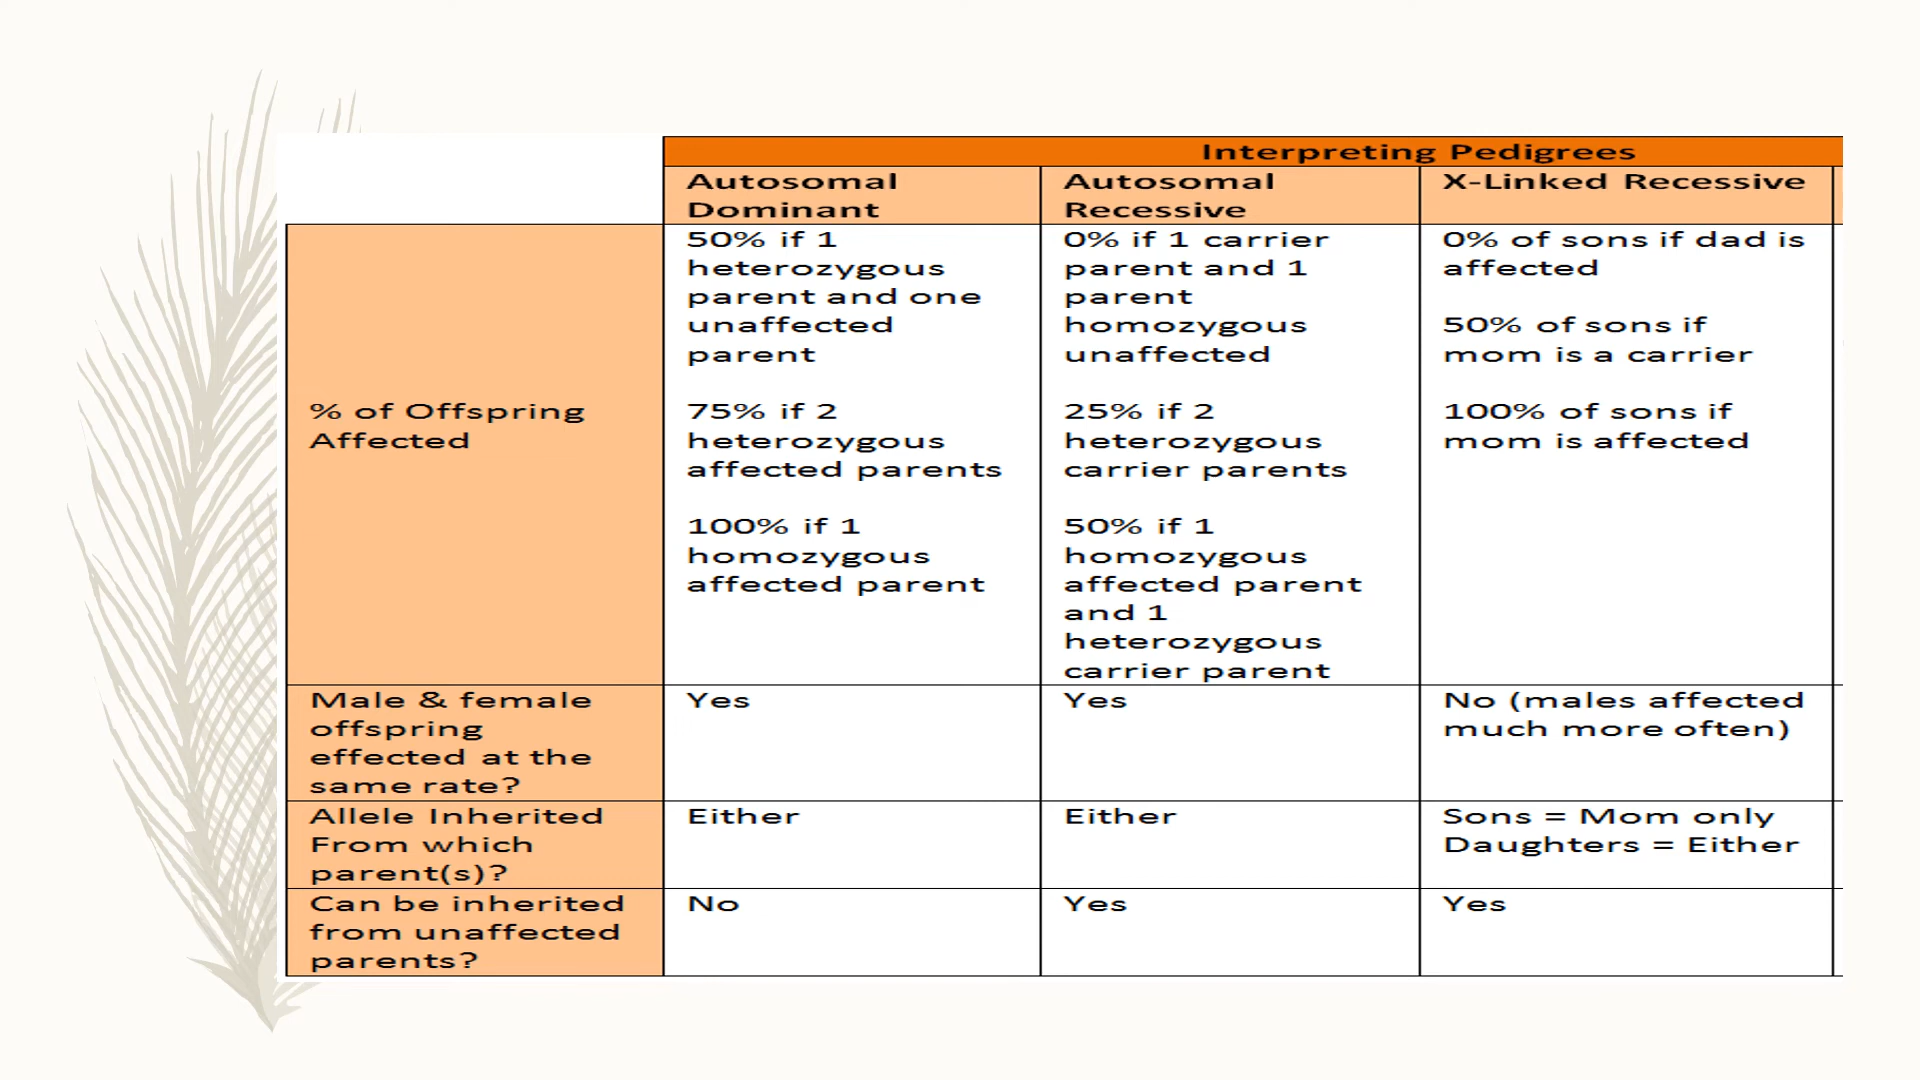 Interpreting Pedigrees
Autosomal
Dominant
Autosomal
Recessive
X-Linked Recessive
% of Offspring
Affected
50% if 1
heterozygous
parent and one
unaffected
parent
75% if 2
heterozygous
affected parents
100% if 1
homozygous
affected parent
0% if 1 carrier
parent and 1
parent
homozygous
unaffected
25% if 2
heterozygous
carrier parents
50% if 1
homozygous
affected parent
and 1
heterozygous
carrier parent
0% of sons if dad is
affected
50% of sons if
mom is a carrier
100% of sons if
mom is affected
Male & female
offspring
effected at the
same rate?
Yes
Yes
No (males affected
much more often)
Allele Inherited
From which
parent(s)?
Either
Either
Sons = Mom only
Daughters = Either
Can be inherited
from unaffected
parents?
No
Yes
Yes